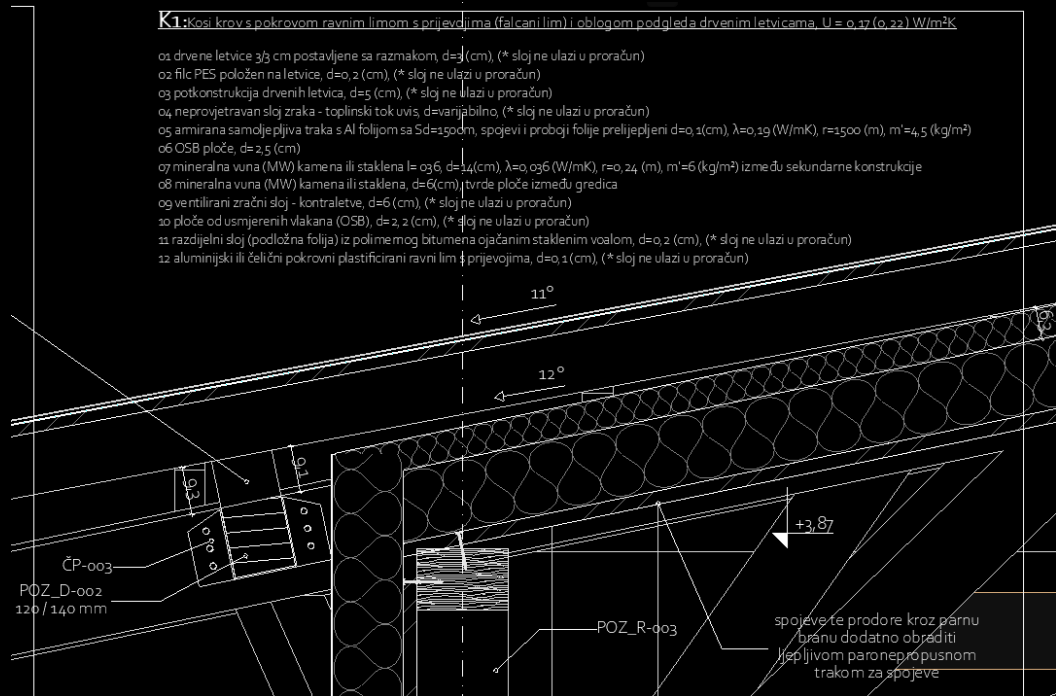 K1:Kosi krov s pokrovom ravnim limom s prijevojima (falcani lim) i oblogom podgleda drvenim letvicama, U = 0,17 (0, 22) W/m²K
01 drvene letvice 3/3 cm postavljene sa razmakom, d=3 (cm), (* sloj ne ulazi u proračun)
02 filc PES položen na letvice, d=0, 2 (cm), (* sloj ne ulazi u proračun)
03 potkonstrukcija drvenih letvica, d=5 (cm), (* sloj ne ulazi u proračun)
04 neprovjetravan sloj zraka - toplinski tok uvis, d=varijabilno, (* sloj ne ulazi u proračun)
05 armirana samoljepljiva traka s Al folijom sa Sd=1500m, spojevi i proboji folije prelijepljeni d=0,1(cm), λ=0,19 (W/mK), r=1500 (m), m'=4,5 (kg/m²)
06 OSB ploče, d=2,5 (cm)
07 mineralna vuna (MW) kamena ili staklena l= 036, d=14(cm), λ=0,036 (W/mK), r=0, 24 (m), m'=6 (kg/m²) između sekundarne konstrukcije
08 mineralna vuna (MW) kamena ili staklena, d=6(cm), tvrde ploče između gredica
09 ventilirani zračni sloj - kontraletve, d=6 (cm), (* sloj ne ulazi u proračun)
10 ploče od usmjerenih vlakana (OSB), d=2, 2 (cm), (* sloj ne ulazi u proračun)
11 razdijelni sloj (podložna folija) iz polimernog bitumena ojačanim staklenim voalom, d=0,2 (cm), (* sloj ne ulazi u proračun)
12 aluminijski ili čelični pokrovni plastificirani ravni lim s prijevojima, d=0,1 (cm), (* sloj ne ulazi u proračun)
11°
12°
9,1
9,3
+3,87
ČP-003
POZ_D-002
120 / 140 mm
POZ_R-003
spojeve te prodore kroz parnu
branu dodatno obraditi
ljepljivom paronepropusnom
trakom za spojeve